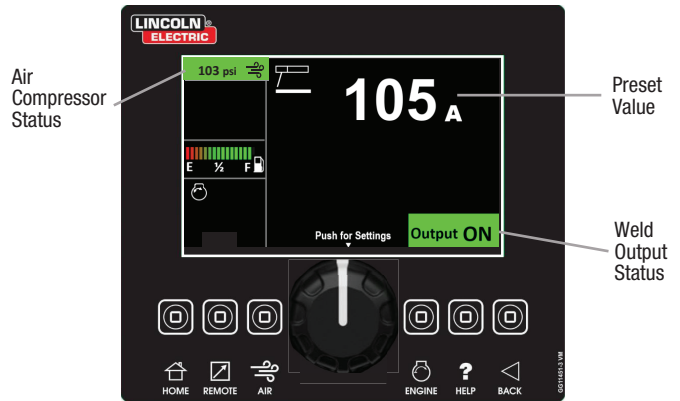 LINCOLN®
ELECTRIC
103 psi
105 A
E ½ F
Push for Settings
Output ON
Air
Compressor
Status
Preset
Value
Weld
Output
Status
HOME
REMOTE
AIR
ENGINE
HELP
BACK
?
GG11451-3 VM